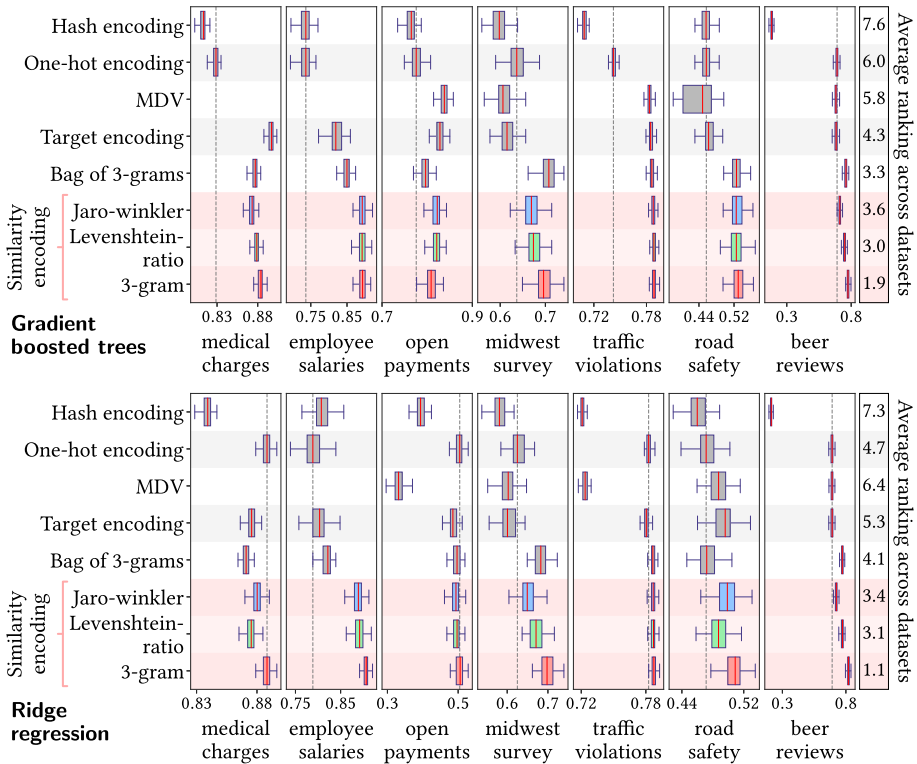 Hash encoding
7.6
One-hot encoding
6.0
MDV
5.8
Target encoding
4.3
Bag of 3-grams
3.3
Jaro-winkler
3.6
Levenshtein-
ratio
3.0
3-gram
1.9
Similarity
encoding
Average ranking across datasets
0.83 0.88 0.75 0.85 0.7 0.9 0.6 0.7 0.72 0.78 0.44 0.52 0.3 0.8
Gradient
boosted trees
medical
charges
employee
salaries
open
payments
midwest
survey
traffic
violations
road
safety
beer
reviews
Hash encoding
7.3
One-hot encoding
4.7
MDV
6.4
Target encoding
5.3
Bag of 3-grams
4.1
Jaro-winkler
3.4
Levenshtein-
ratio
3.1
3-gram
1.1
Similarity
encoding
Average ranking across datasets
0.83 0.88 0.75 0.85 0.3 0.5 0.6 0.7 0.72 0.78 0.44 0.52 0.3 0.8
Ridge
regression
medical
charges
employee
salaries
open
payments
midwest
survey
traffic
violations
road
safety
beer
reviews